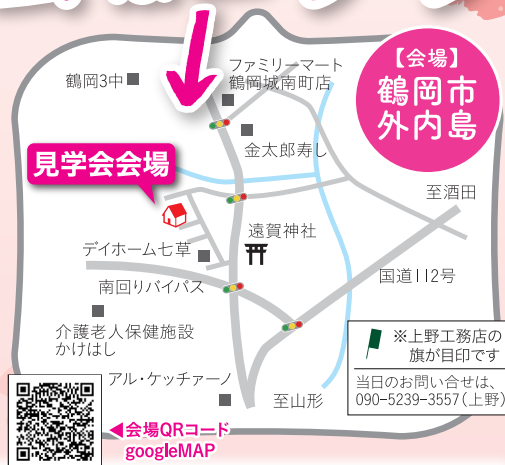 鶴岡3中
ファミリーマート
鶴岡城南町店
【会場】
鶴岡市
外内島
金太郎寿し
見学会会場
至酒田
遠賀神社
デイホーム七草
国道112号
南回りバイパス
介護老人保健施設
かけはし
※上野工務店の
旗が目印です
アル・ケッチァーノ
至山形
当日のお問い合せは、
090-5239-3557(上野)
◀会場QRコード
googleMAP